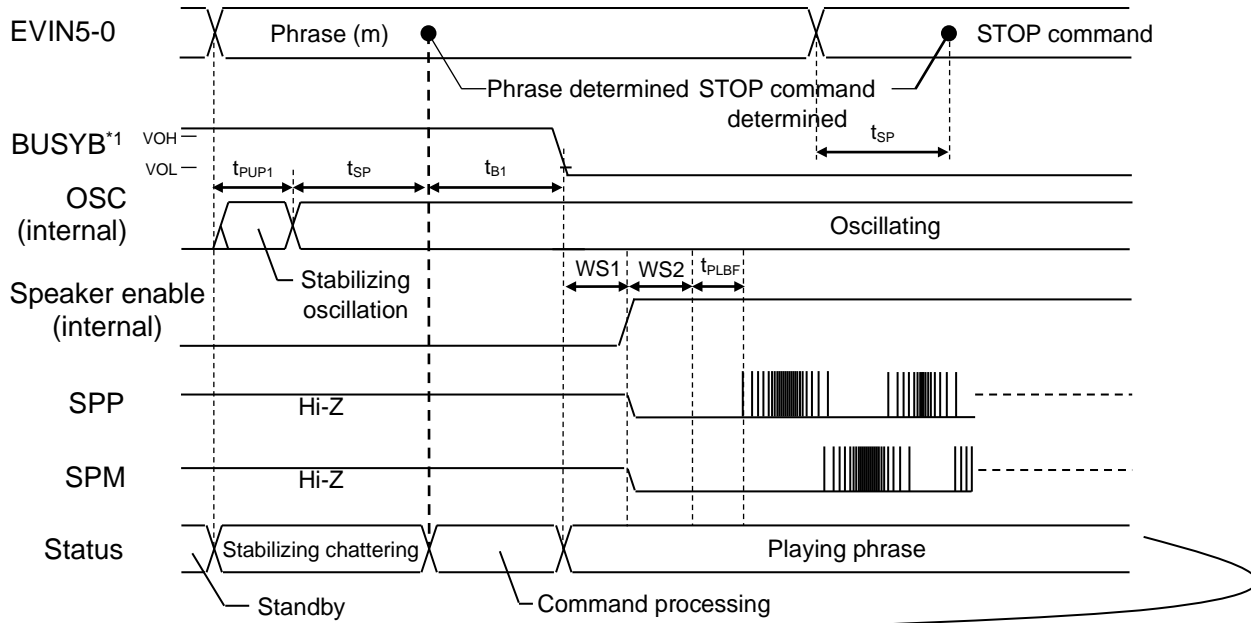 EVIN5-0
Phrase (m)
STOP command
Phrase determined
STOP command
determined
tSP
BUSYB*1
VOH
VOL
tPUP1
tSP
tB1
OSC
(internal)
Oscillating
Stabilizing
oscillation
WS1
WS2
tPLBF
Speaker enable
(internal)
SPP
Hi-Z
SPM
Hi-Z
Status
Stabilizing chattering
Playing phrase
Standby
Command processing